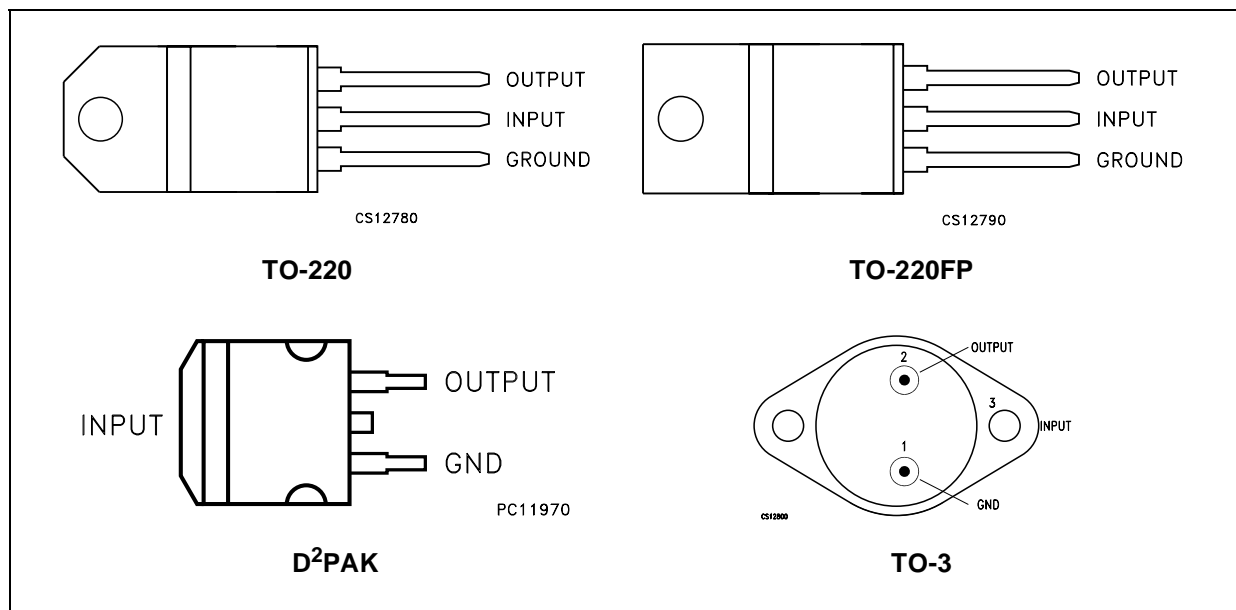 OUTPUT
INPUT
GROUND
CS12780
TO-220
OUTPUT
INPUT
GROUND
CS12790
TO-220FP
INPUT
OUTPUT
GND
PC11970
D²PAK
2
OUTPUT
3
INPUT
1
GND
CS12800
TO-3